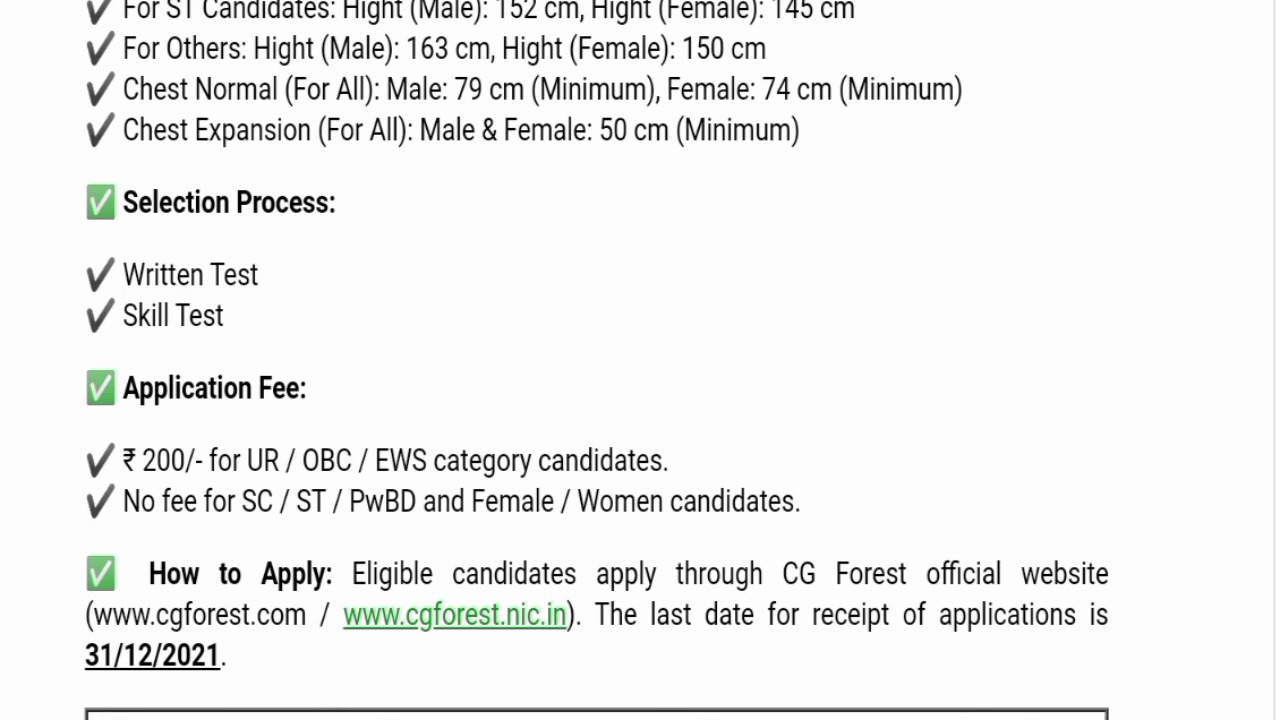 ✔ For ST Candidates: Hight (Male): 152 cm, Hight (Female): 145 cm
✔ For Others: Hight (Male): 163 cm, Hight (Female): 150 cm
✔ Chest Normal (For All): Male: 79 cm (Minimum), Female: 74 cm (Minimum)
✔ Chest Expansion (For All): Male & Female: 50 cm (Minimum)
✅ Selection Process:
✔ Written Test
✔ Skill Test
✅ Application Fee:
✔ ₹ 200/- for UR / OBC / EWS category candidates.
✔ No fee for SC / ST / PwBD and Female / Women candidates.
✅ How to Apply: Eligible candidates apply through CG Forest official website
(www.cgforest.com / www.cgforest.nic.in). The last date for receipt of applications is
31/12/2021.